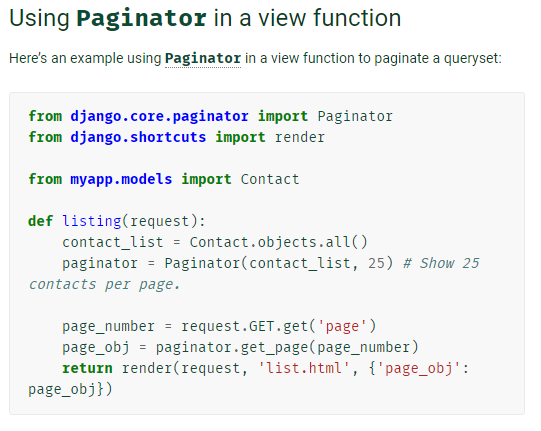 Using Paginator in a view function
Here's an example using Paginator in a view function to paginate a queryset:
from django.core.paginator import Paginator
from django.shortcuts import render
from myapp.models import Contact
def listing(request):
    contact_list = Contact.objects.all()
    paginator = Paginator(contact_list, 25) # Show 25
contacts per page.
    page_number = request.GET.get('page')
    page_obj = paginator.get_page(page_number)
    return render(request, 'list.html', {'page_obj':
page_obj})